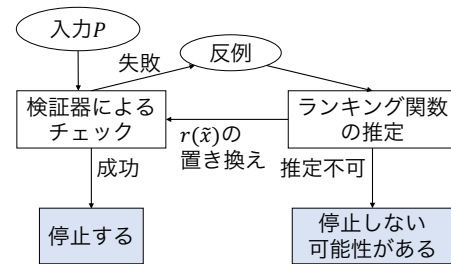 入力P
失敗
反例
検証器による
チェック
ランキング関数
の推定
r(x̃)の
置き換え
成功
推定不可
停止する
停止しない
可能性がある